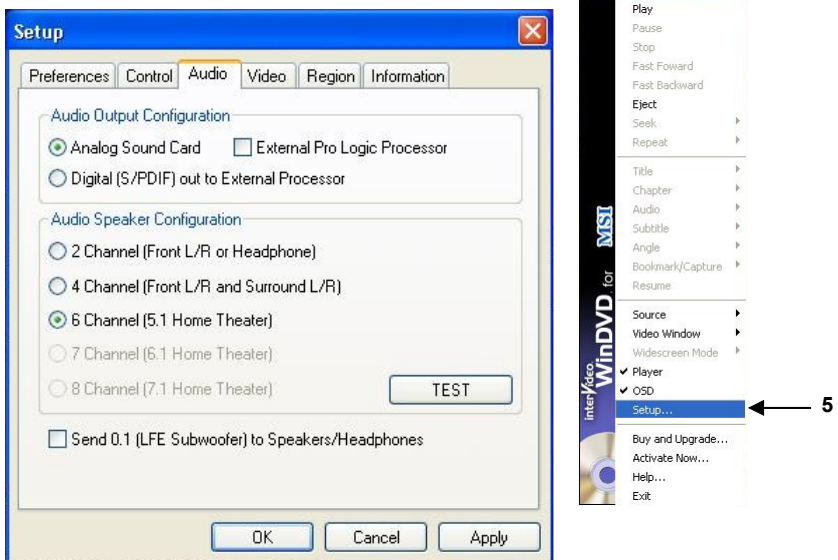 Setup
Preferences Control Audio Video Region Information
Audio Output Configuration
Analog Sound Card External Pro Logic Processor
Digital (S/PDIF) out to External Processor
Audio Speaker Configuration
2 Channel (Front L/R or Headphone)
4 Channel (Front L/R and Surround L/R)
6 Channel (5.1 Home Theater)
7 Channel (6.1 Home Theater)
8 Channel (7.1 Home Theater)
TEST
Send 0.1 (LFE Subwoofer) to Speakers/Headphones
OK Cancel Apply
InterVideo
WinDVD for MSI
Play
Pause
Stop
Fast Foward
Fast Backward
Eject
Seek
Repeat
Title
Chapter
Audio
Subtitle
Angle
Bookmark/Capture
Resume
Source
Video Window
Widescreen Mode
Player
OSD
Setup...
Buy and Upgrade...
Activate Now...
Help...
Exit
5